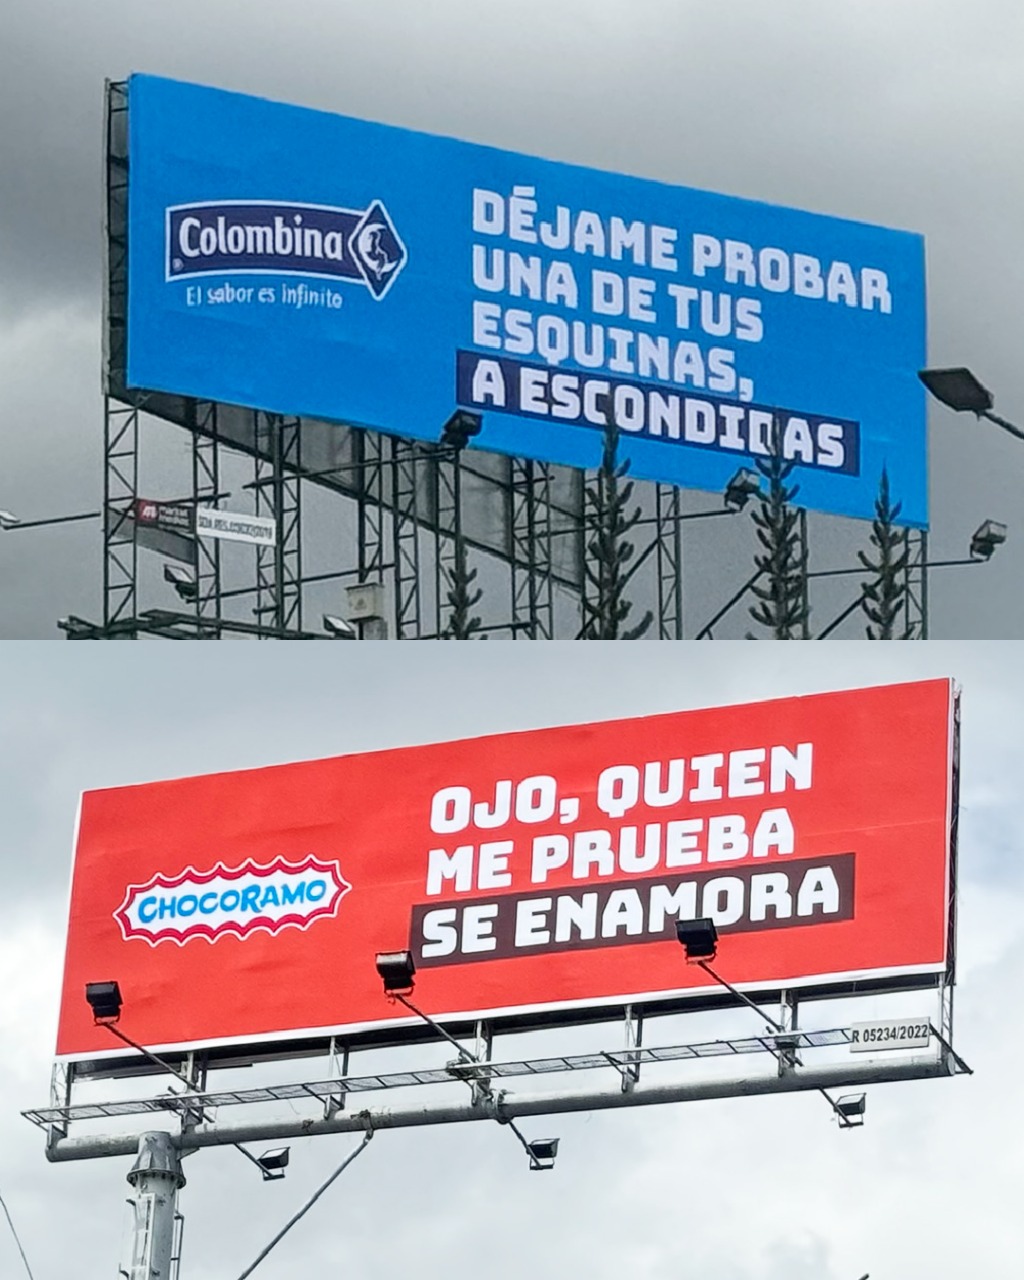 Colombina
El sabor es infinito
DÉJAME PROBAR
UNA DE TUS
ESQUINAS,
A ESCONDIDAS
CHOCORAMO
OJO, QUIEN
ME PRUEBA
SE ENAMORA
R 05234/2022